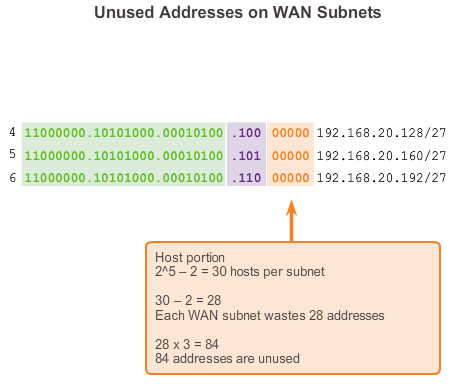 Unused Addresses on WAN Subnets
4 11000000.10101000.00010100 .100 00000 192.168.20.128/27
5 11000000.10101000.00010100 .101 00000 192.168.20.160/27
6 11000000.10101000.00010100 .110 00000 192.168.20.192/27
Host portion
2^5 – 2 = 30 hosts per subnet
30 – 2 = 28
Each WAN subnet wastes 28 addresses
28 x 3 = 84
84 addresses are unused